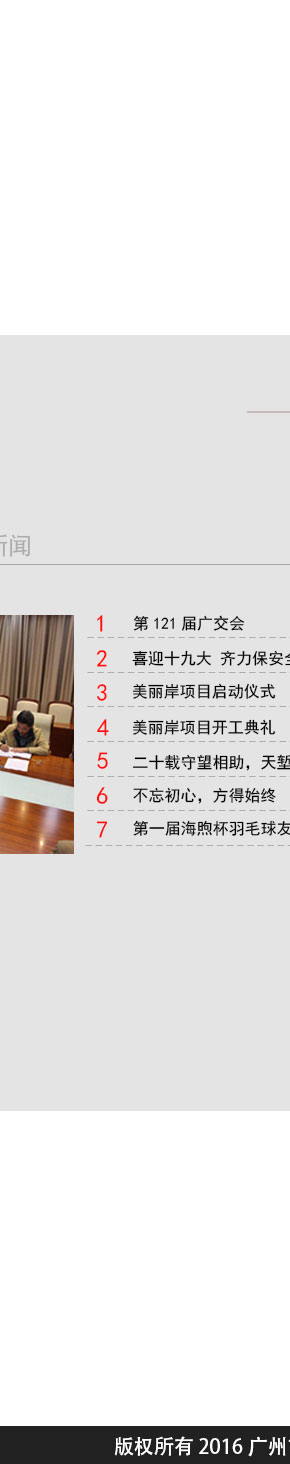 新闻
1 第 121 届广交会
2 喜迎十九大 齐力保安全
3 美丽岸项目启动仪式
4 美丽岸项目开工典礼
5 二十载守望相助，天堑
6 不忘初心，方得始终
7 第一届海煦杯羽毛球友
版权所有 2016 广州